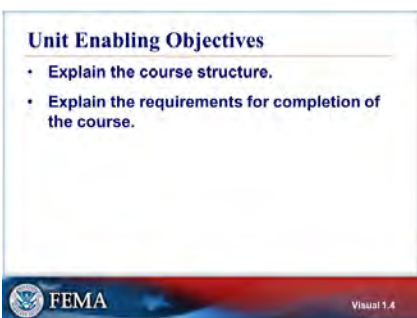 Unit Enabling Objectives
• Explain the course structure.
• Explain the requirements for completion of
the course.
FEMA
Visual 1.4